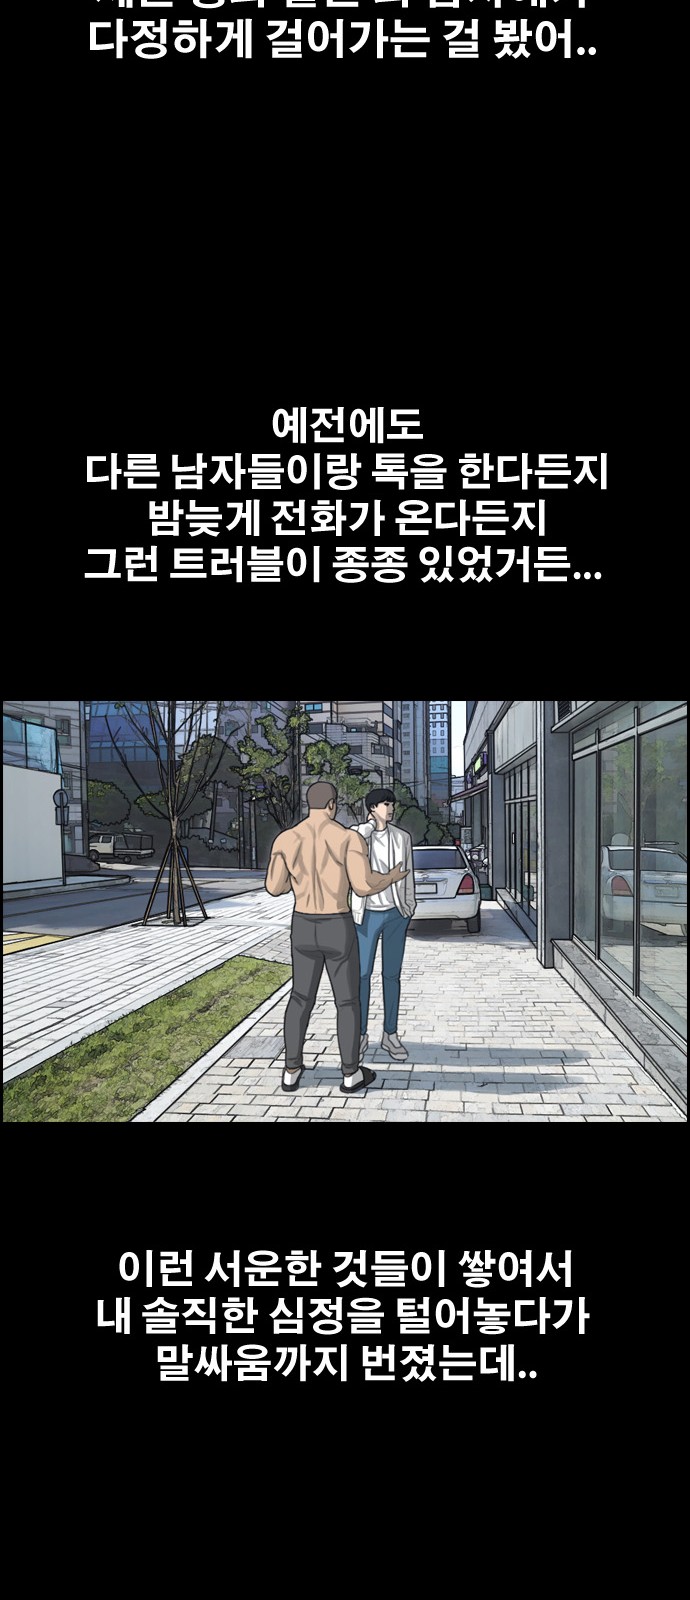 다정하게 걸어가는 걸 봤어..
예전에도
다른 남자들이랑 톡을 한다든지
밤늦게 전화가 온다든지
그런 트러블이 종종 있었거든...
이런 서운한 것들이 쌓여서
내 솔직한 심정을 털어놓다가
말싸움까지 번졌는데..